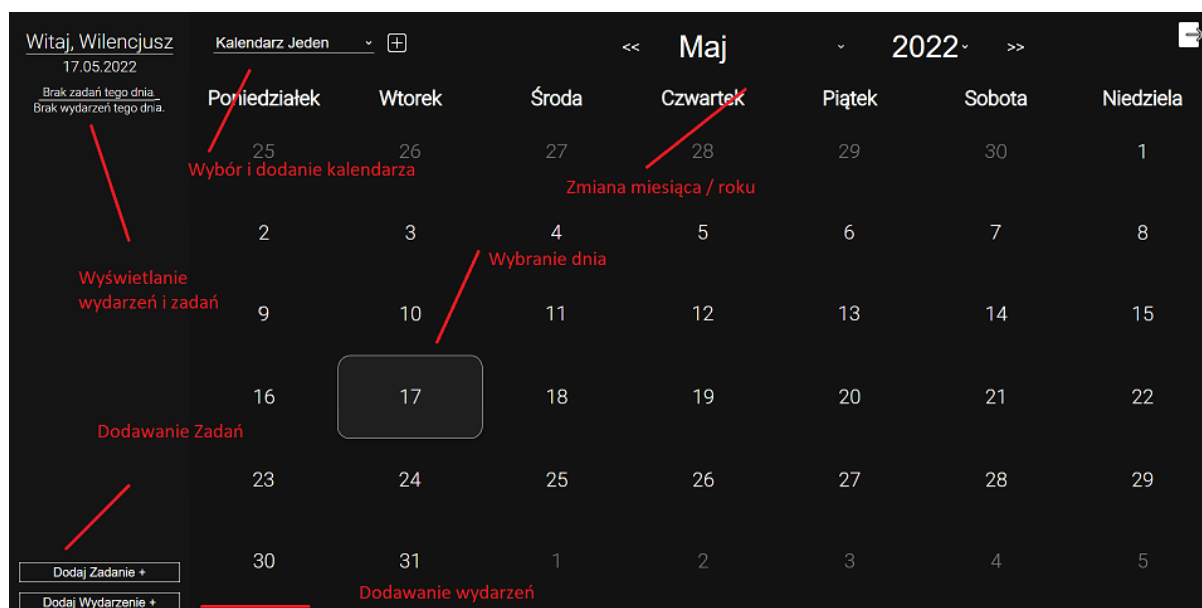 Witaj, Wilencjusz
17.05.2022
Brak zadań tego dnia.
Brak wydarzeń tego dnia.
Kalendarz Jeden
<< Maj 2022 >>
Poniedziałek Wtorek Środa Czwartek Piątek Sobota Niedziela
25 26 27 28 29 30 1
Wybór i dodanie kalendarza
Zmiana miesiąca / roku
2 3 4 5 6 7 8
Wybranie dnia
Wyświetlanie
wydarzeń i zadań
9 10 11 12 13 14 15
16 17 18 19 20 21 22
Dodawanie Zadań
23 24 25 26 27 28 29
30 31 1 2 3 4 5
Dodaj Zadanie +
Dodawanie wydarzeń
Dodaj Wydarzenie +